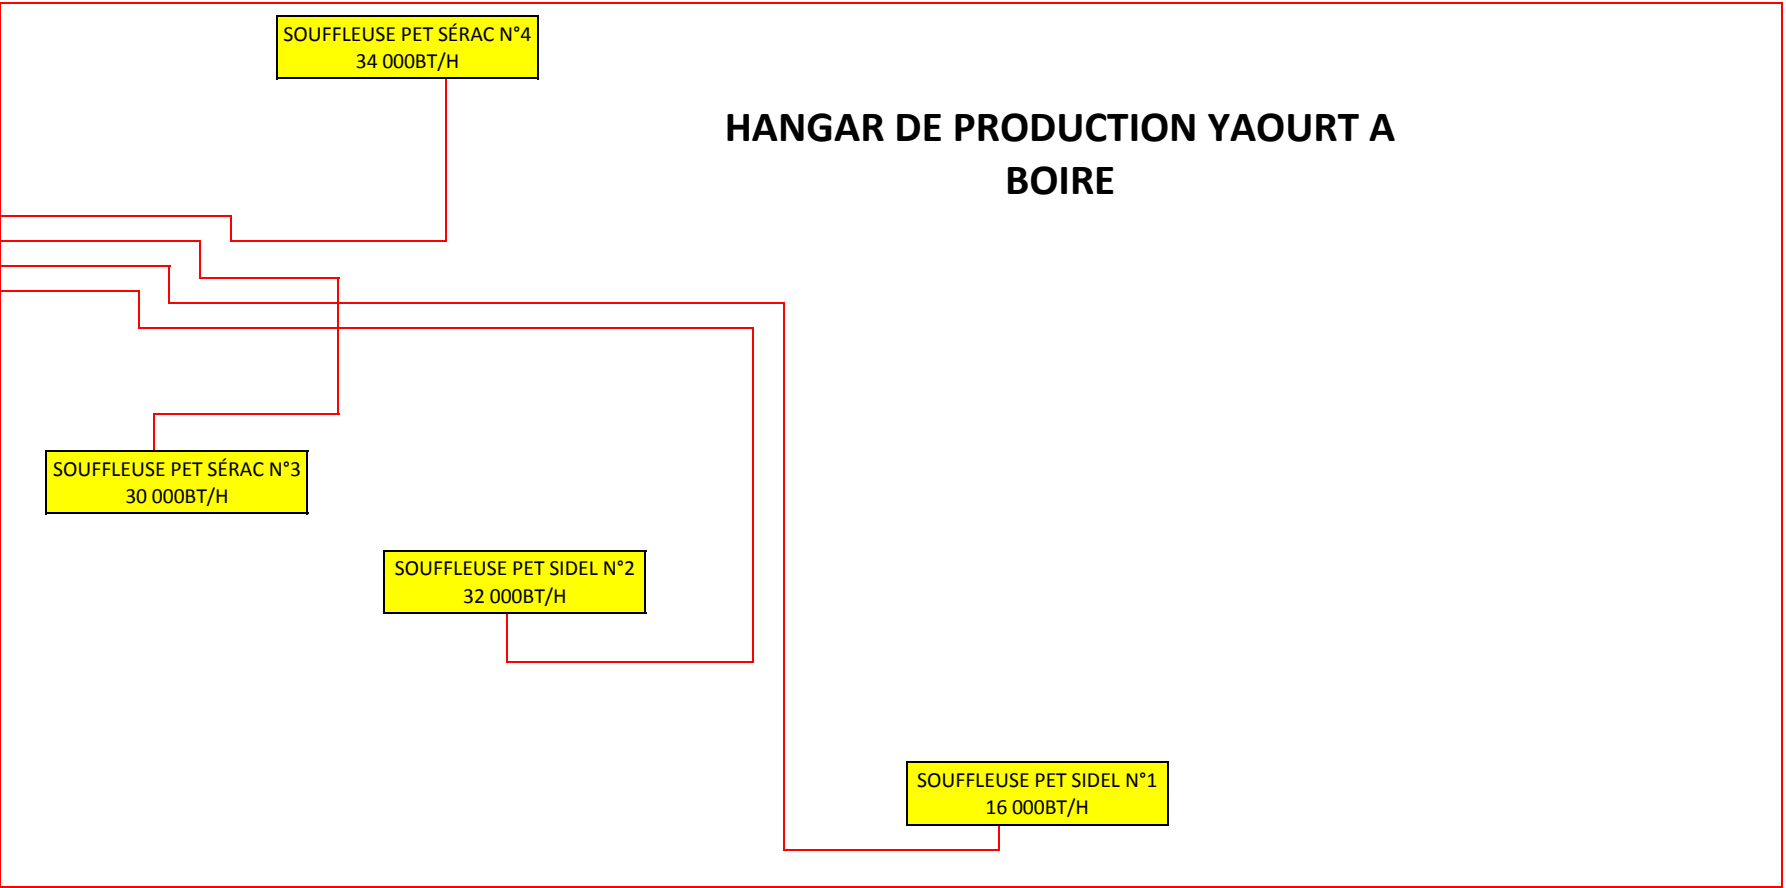 SOUFFLEUSE PET SÉRAC N°4
34 000BT/H
HANGAR DE PRODUCTION YAOURT A
BOIRE
SOUFFLEUSE PET SÉRAC N°3
30 000BT/H
SOUFFLEUSE PET SIDEL N°2
32 000BT/H
SOUFFLEUSE PET SIDEL N°1
16 000BT/H